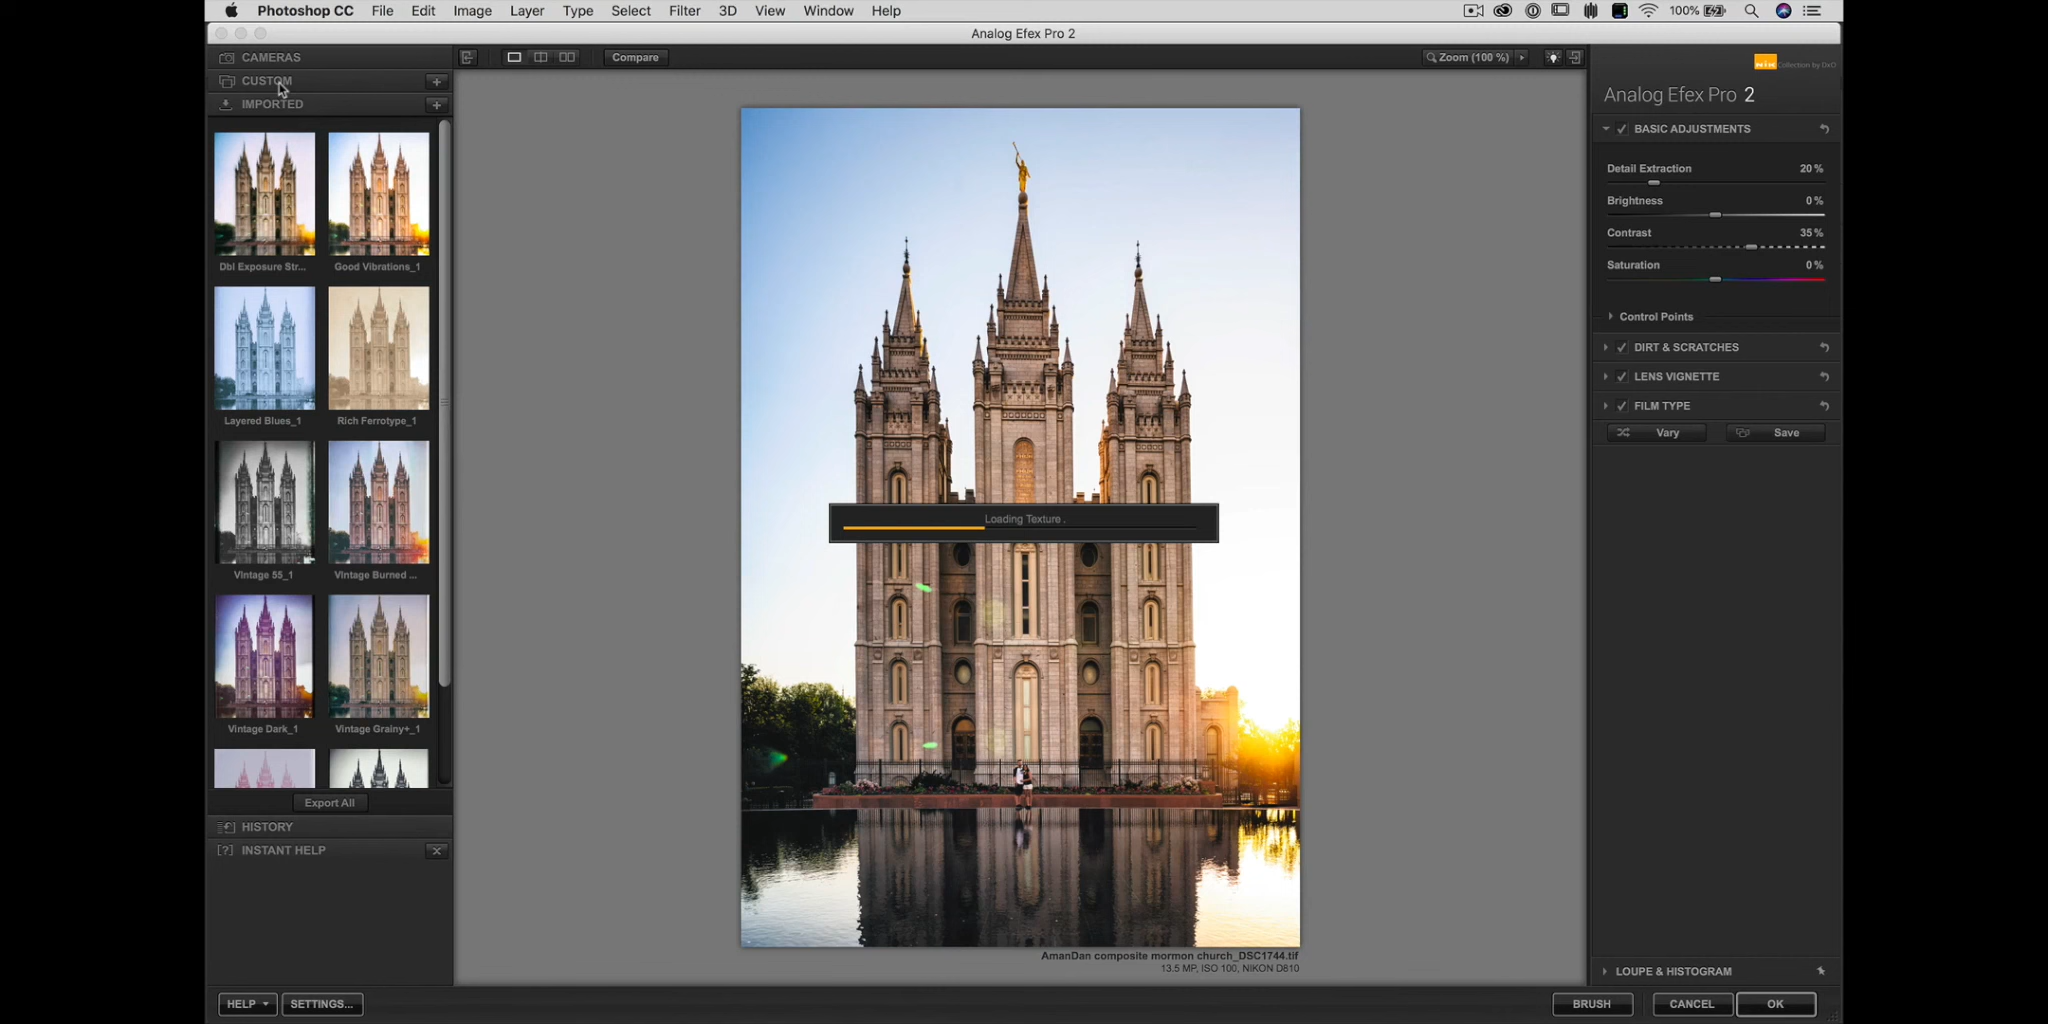 Photoshop CC File Edit Image Layer Type Select Filter 3D View Window Help 100%
Analog Efex Pro 2
CAMERAS
CUSTOM
IMPORTED
Compare
Zoom (100 %)
Dbl Exposure Str... Good Vibrations_1
Layered Blues_1 Rich Ferrotype_1
Vintage 55_1 Vintage Burned ...
Vintage Dark_1 Vintage Grainy+_1
Export All
HISTORY
[?] INSTANT HELP
Loading Texture .
AmanDan composite mormon church_DSC1744.tif
13.5 MP, ISO 100, NIKON D810
Nik Collection by DxO
Analog Efex Pro 2
BASIC ADJUSTMENTS
Detail Extraction 20 %
Brightness 0 %
Contrast 35 %
Saturation 0 %
Control Points
DIRT & SCRATCHES
LENS VIGNETTE
FILM TYPE
Vary Save
LOUPE & HISTOGRAM
HELP SETTINGS... BRUSH CANCEL OK